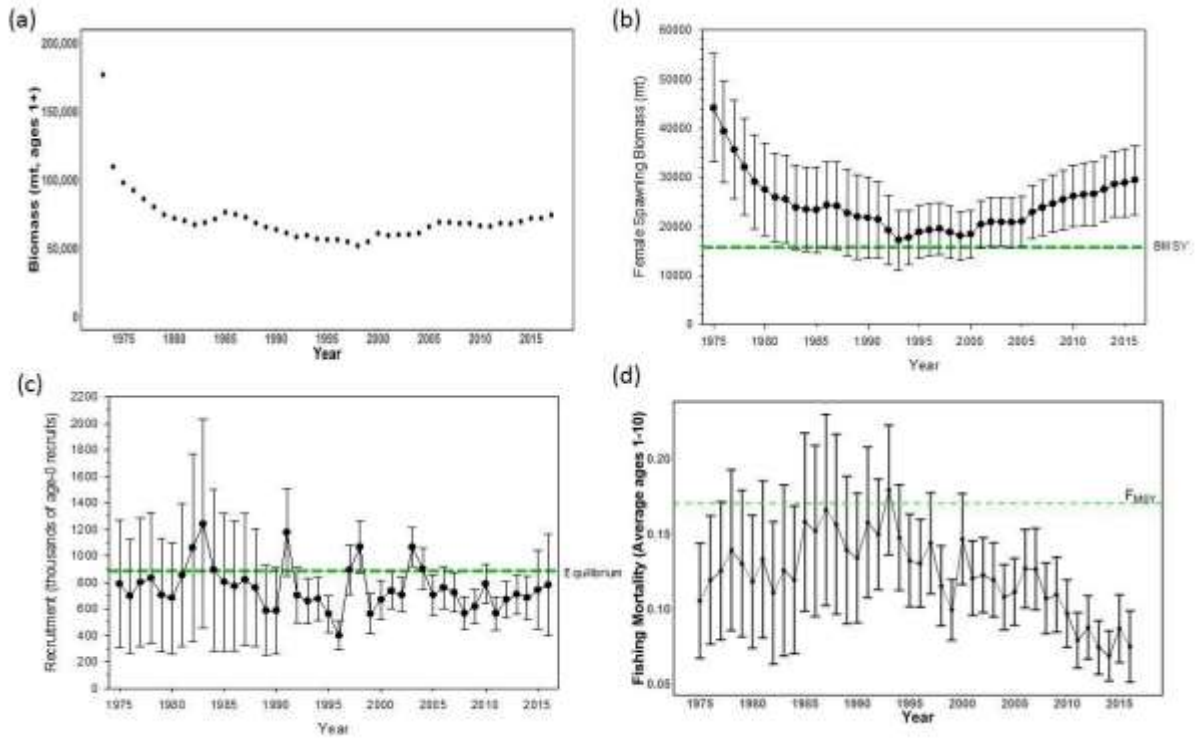 (a)
Biomass (mt, ages 1+)
200,000
150,000
100,000
50,000
0
1975 1980 1985 1990 1995 2000 2005 2010 2015
Year
(b)
Female Spawning Biomass (mt)
60000
50000
40000
30000
20000
10000
0
BMSY
1975 1980 1985 1990 1995 2000 2005 2010 2015
Year
(c)
Recruitment (thousands of age-0 recruits)
2200
2000
1800
1600
1400
1200
1000
800
600
400
200
0
Equilibrium
1975 1980 1985 1990 1995 2000 2005 2010 2015
Year
(d)
Fishing Mortality (Average ages 1-10)
0.20
0.15
0.10
0.05
FMSY
1975 1980 1985 1990 1995 2000 2005 2010 2015
Year